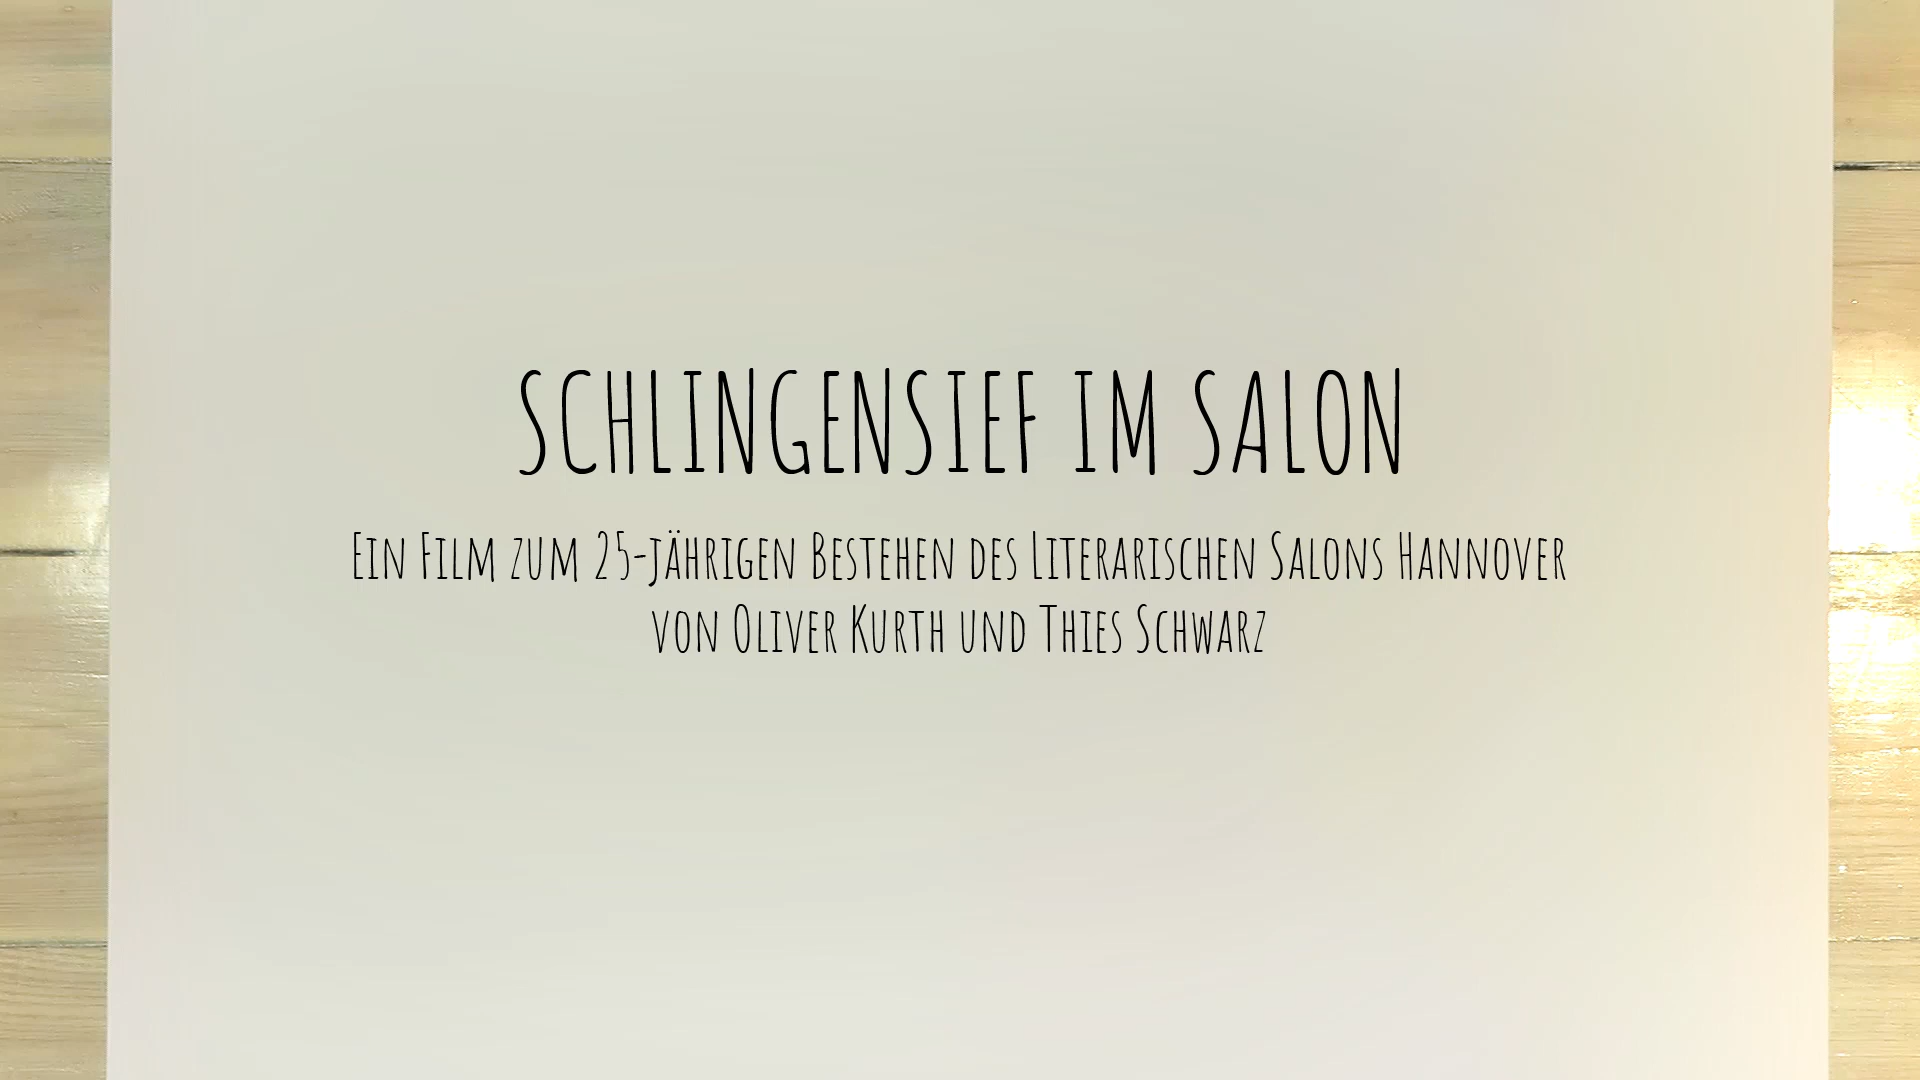 SCHLINGENSIEF IM SALON
Ein Film zum 25-jährigen Bestehen des Literarischen Salons Hannover
von Oliver Kurth und Thies Schwarz